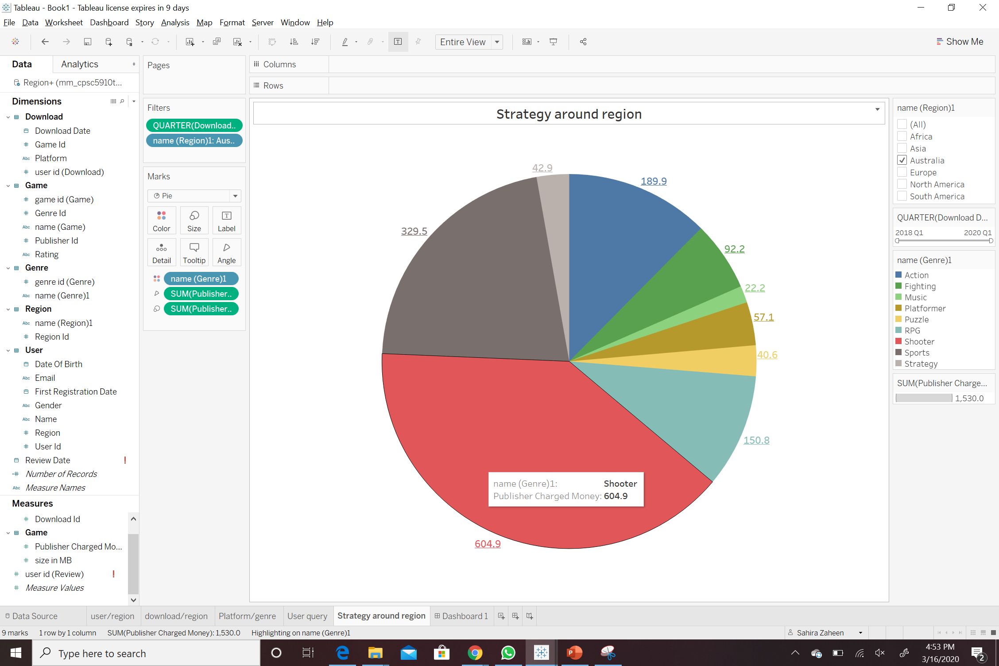 Tableau - Book1 - Tableau license expires in 9 days
File Data Worksheet Dashboard Story Analysis Map Format Server Window Help
Entire View
Show Me
Data
Analytics
Region+ (mm_cpsc5910t...
Dimensions
Download
Download Date
# Game Id
Abc Platform
# user id (Download)
Game
# game id (Game)
# Genre Id
Abc name (Game)
# Publisher Id
Abc Rating
Genre
# genre id (Genre)
Abc name (Genre)1
Region
Abc name (Region)1
# Region Id
User
Date Of Birth
Abc Email
First Registration Date
Abc Gender
Abc Name
# Region
# User Id
Review Date !
=# Number of Records
Abc Measure Names
Measures
# Download Id
Game
# Publisher Charged Mo...
# size in MB
# user id (Review) !
# Measure Values
Pages
Filters
QUARTER(Download..
name (Region)1: Aus..
Marks
Pie
Color Size Label
Detail Tooltip Angle
name (Genre)1
SUM(Publisher..
SUM(Publisher..
Columns
Rows
Strategy around region
42.9
189.9
92.2
22.2
57.1
40.6
150.8
329.5
604.9
name (Genre)1: Shooter
Publisher Charged Money: 604.9
name (Region)1
(All)
Africa
Asia
Australia
Europe
North America
South America
QUARTER(Download D...
2018 Q1 2020 Q1
name (Genre)1
Action
Fighting
Music
Platformer
Puzzle
RPG
Shooter
Sports
Strategy
SUM(Publisher Charge...
1,530.0
Data Source user/region download/region Platform/genre User query Strategy around region Dashboard 1
9 marks 1 row by 1 column SUM(Publisher Charged Money): 1,530.0 Highlighting on name (Genre)1
Sahira Zaheen
Type here to search
4:53 PM
3/16/2020
2